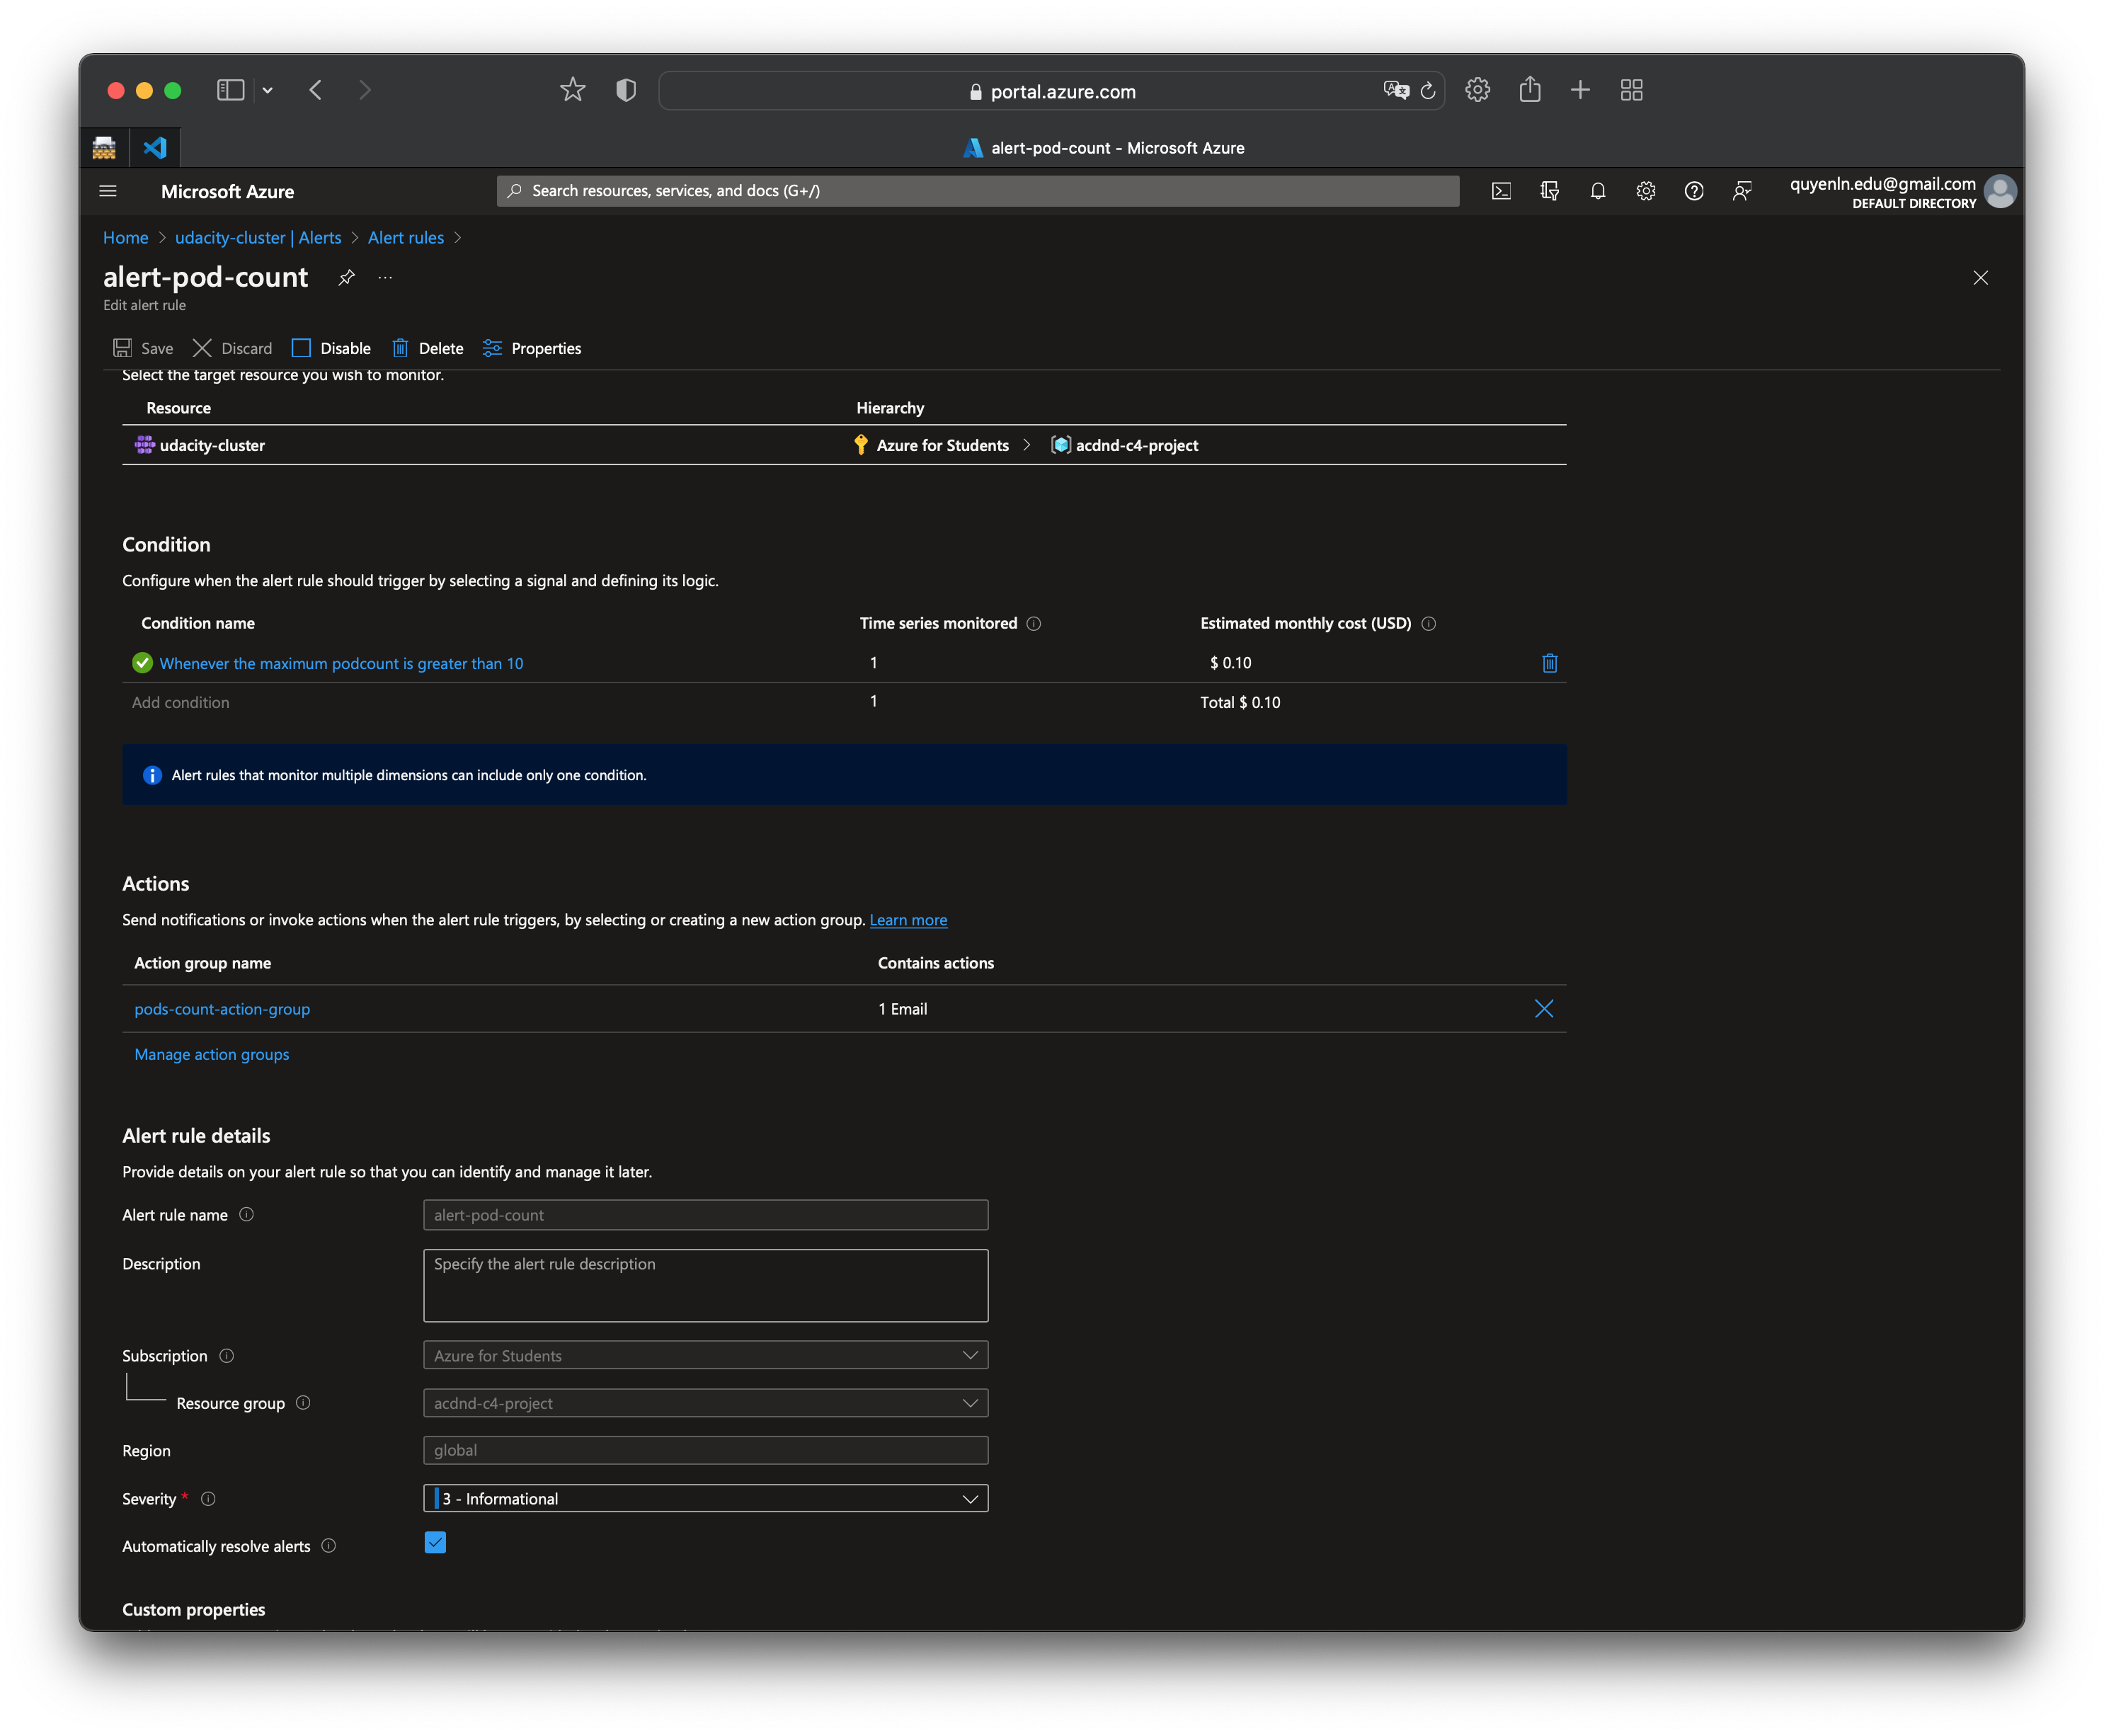 portal.azure.com
alert-pod-count - Microsoft Azure
Microsoft Azure
Search resources, services, and docs (G+/)
quyenln.edu@gmail.com
DEFAULT DIRECTORY
Home > udacity-cluster | Alerts > Alert rules >
alert-pod-count
Edit alert rule
Save Discard Disable Delete Properties
Select the target resource you wish to monitor.
Resource Hierarchy
udacity-cluster Azure for Students > acdnd-c4-project
Condition
Configure when the alert rule should trigger by selecting a signal and defining its logic.
Condition name Time series monitored Estimated monthly cost (USD)
Whenever the maximum podcount is greater than 10 1 $ 0.10
Add condition 1 Total $ 0.10
Alert rules that monitor multiple dimensions can include only one condition.
Actions
Send notifications or invoke actions when the alert rule triggers, by selecting or creating a new action group. Learn more
Action group name Contains actions
pods-count-action-group 1 Email
Manage action groups
Alert rule details
Provide details on your alert rule so that you can identify and manage it later.
Alert rule name alert-pod-count
Description Specify the alert rule description
Subscription Azure for Students
Resource group acdnd-c4-project
Region global
Severity * 3 - Informational
Automatically resolve alerts
Custom properties